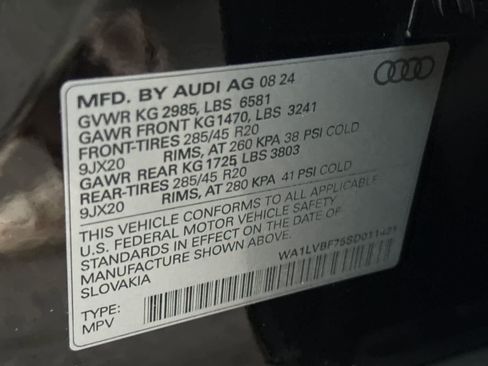 MFD. BY AUDI AG 08 24
GVWR KG 2985, LBS 6581
GAWR FRONT KG1470, LBS 3241
FRONT-TIRES 285/45 R20
9JX20 RIMS, AT 260 KPA 38 PSI COLD
GAWR REAR KG 1725 LBS 3803
REAR-TIRES 285/45 R20
9JX20 RIMS, AT 280 KPA 41 PSI COLD
THIS VEHICLE CONFORMS TO ALL APPLICABLE
U.S. FEDERAL MOTOR VEHICLE SAFETY
STANDARDS IN EFFECT ON THE DATE OF
MANUFACTURE SHOWN ABOVE.
SLOVAKIA
WA1LVBF75SD011421
TYPE:
MPV